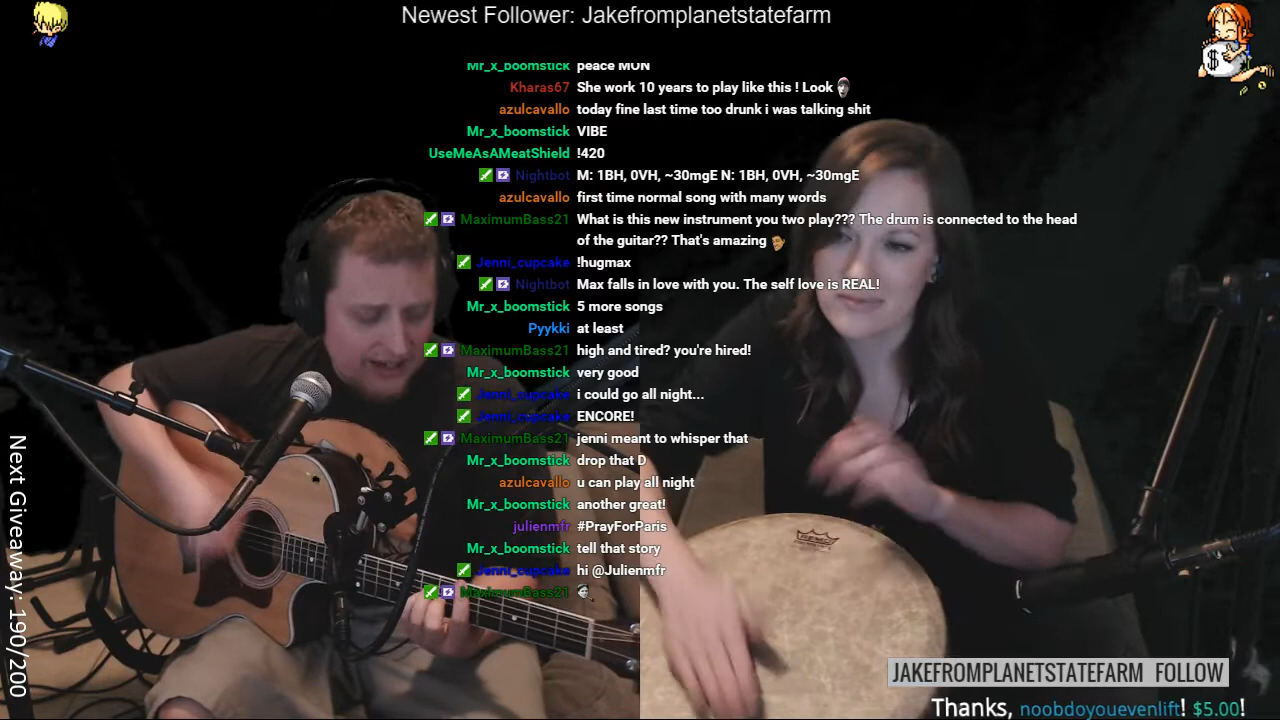 Newest Follower: Jakefromplanetstatefarm
Mr_x_boomstick peace MON
Kharas67 She work 10 years to play like this ! Look
azulcavallo today fine last time too drunk i was talking shit
Mr_x_boomstick VIBE
UseMeAsAMeatShield !420
Nightbot M: 1BH, 0VH, ~30mgE N: 1BH, 0VH, ~30mgE
azulcavallo first time normal song with many words
MaximumBass21 What is this new instrument you two play??? The drum is connected to the head
of the guitar?? That's amazing
Jenni_cupcake !hugmax
Nightbot Max falls in love with you. The self love is REAL!
Mr_x_boomstick 5 more songs
Pyykki at least
MaximumBass21 high and tired? you're hired!
Mr_x_boomstick very good
Jenni_cupcake i could go all night...
Jenni_cupcake ENCORE!
MaximumBass21 jenni meant to whisper that
Mr_x_boomstick drop that D
azulcavallo u can play all night
Mr_x_boomstick another great!
julienmfr #PrayForParis
Mr_x_boomstick tell that story
Jenni_cupcake hi @Julienmfr
MaximumBass21
Next Giveaway: 190/200
REMO
JAKEFROMPLANETSTATEFARM FOLLOW
Thanks, noobdoyouevenlift! $5.00!